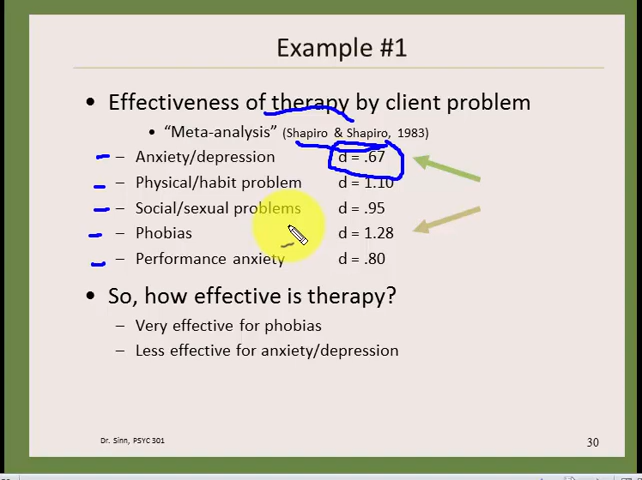 Example #1
• Effectiveness of therapy by client problem
• “Meta-analysis” (Shapiro & Shapiro, 1983)
– Anxiety/depression d = .67
– Physical/habit problem d = 1.10
– Social/sexual problems d = .95
– Phobias d = 1.28
– Performance anxiety d = .80
• So, how effective is therapy?
– Very effective for phobias
– Less effective for anxiety/depression
Dr. Sinn, PSYC 301 30